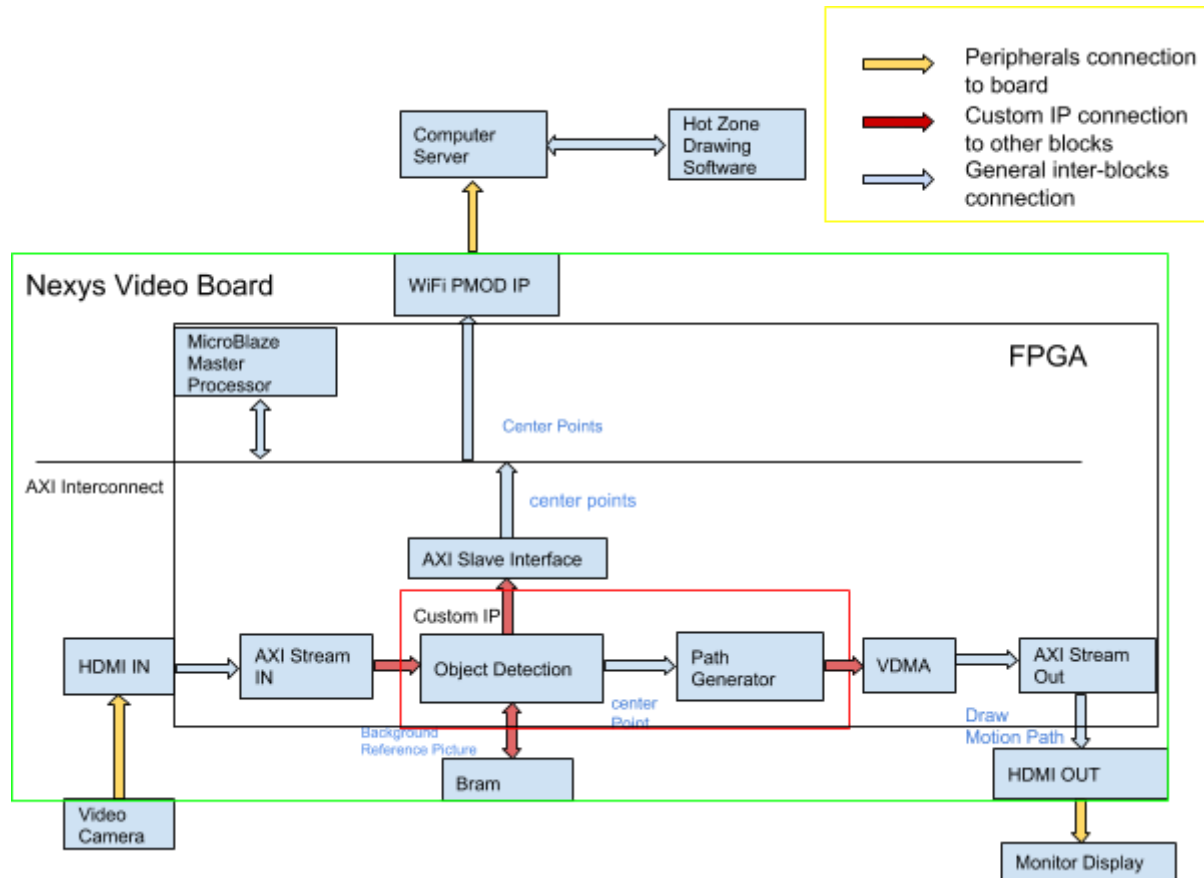 Peripherals connection
to board
Custom IP connection
to other blocks
General inter-blocks
connection
Computer
Server
Hot Zone
Drawing
Software
Nexys Video Board
WiFi PMOD IP
MicroBlaze
Master
Processor
FPGA
Center Points
AXI Interconnect
center points
AXI Slave Interface
Custom IP
HDMI IN
AXI Stream
IN
Object Detection
Path
Generator
VDMA
AXI Stream
Out
center
Point
Background
Reference Picture
Draw
Motion Path
Bram
HDMI OUT
Video
Camera
Monitor Display